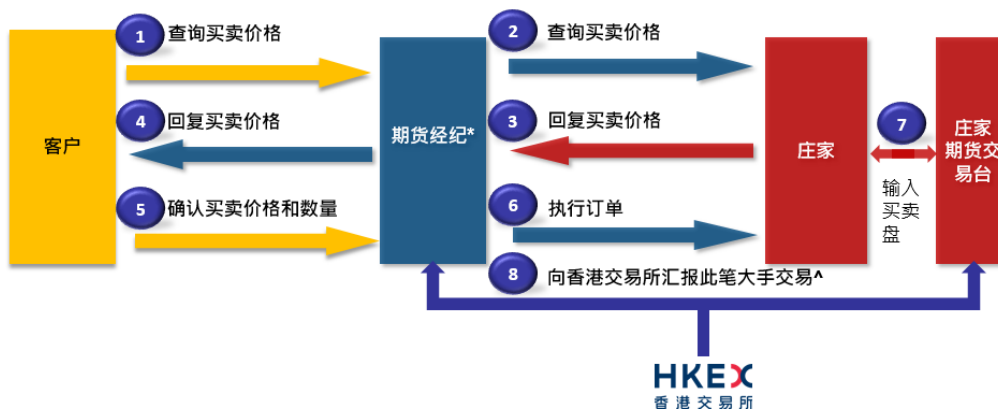 1 查询买卖价格
2 查询买卖价格
4 回复买卖价格
3 回复买卖价格
7
客户
期货经纪*
庄家
庄家
期货交
易台
输入
买卖
盘
5 确认买卖价格和数量
6 执行订单
8 向香港交易所汇报此笔大手交易^
HKEX
香港交易所